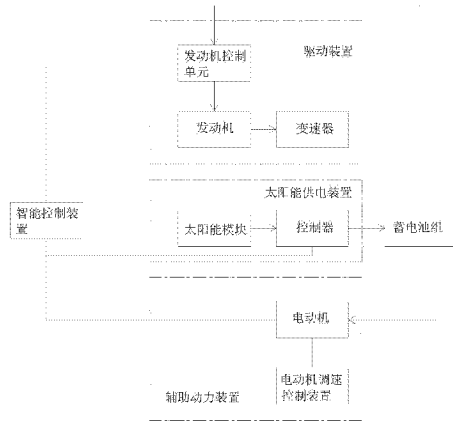 发动机控制
单元
驱动装置
发动机
变速器
太阳能供电装置
智能控制装
置
太阳能模块
控制器
蓄电池组
电动机
电动机调速
控制装置
辅助动力装置